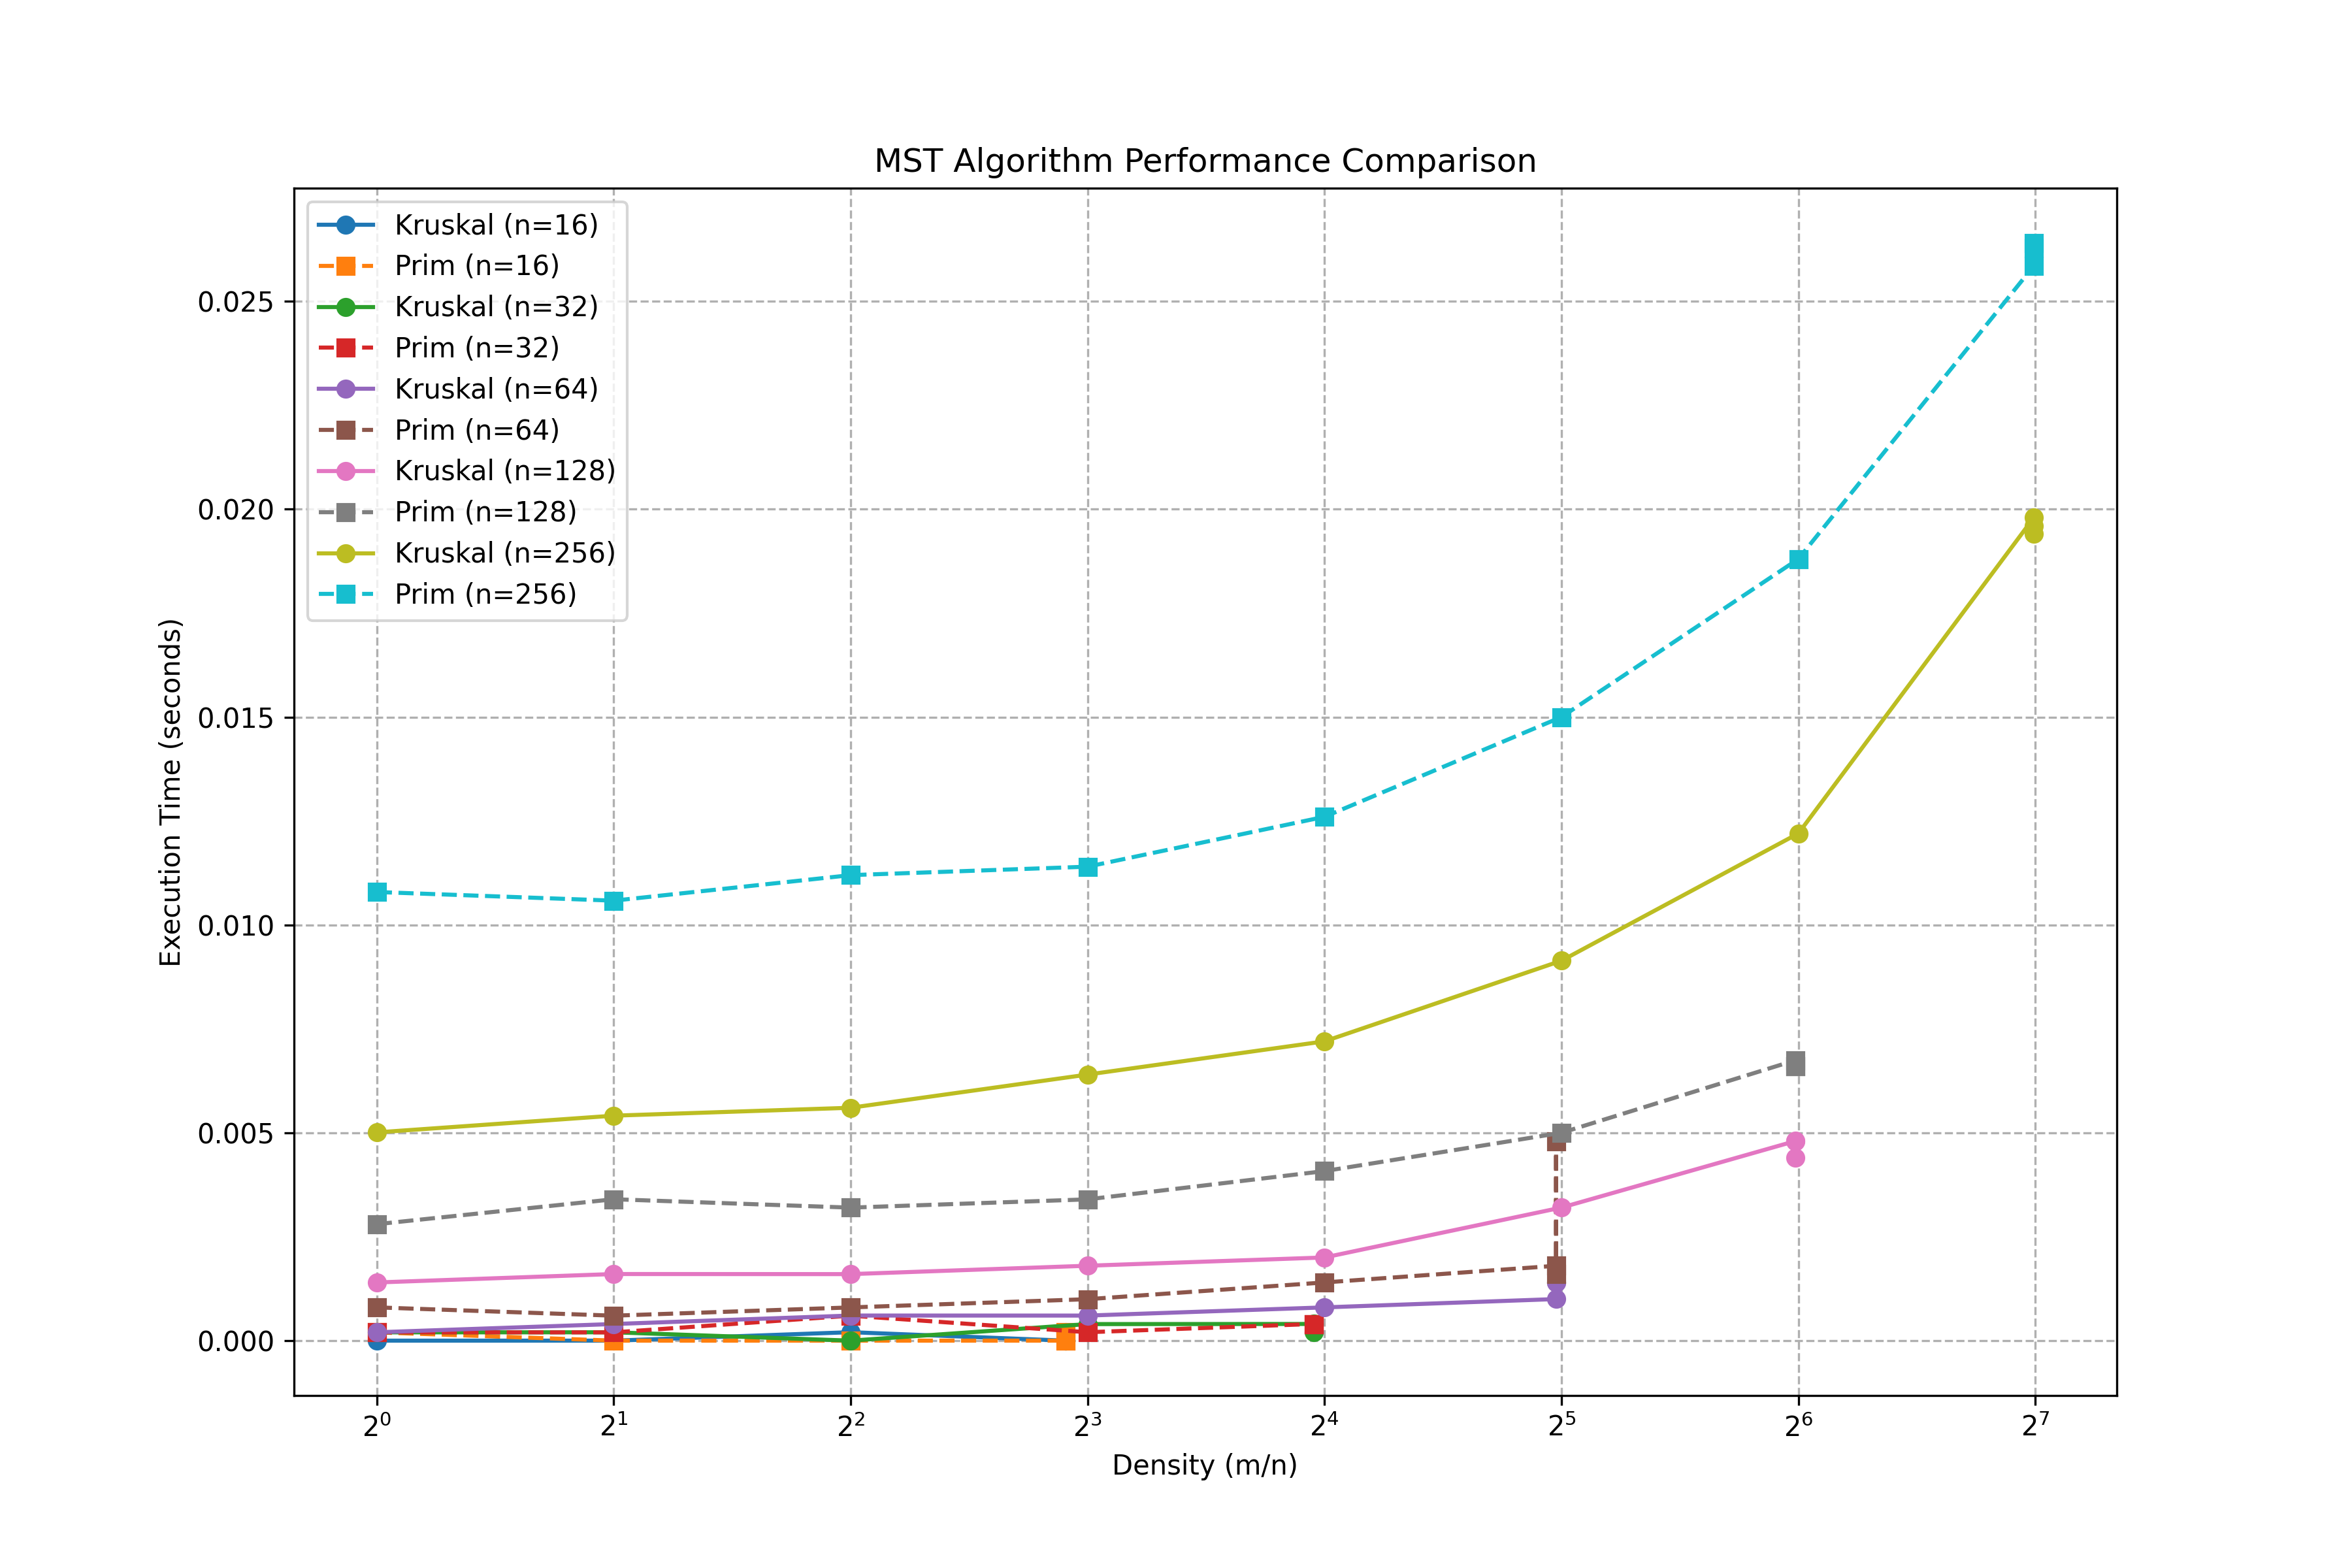 MST Algorithm Performance Comparison
Kruskal (n=16)
Prim (n=16)
Kruskal (n=32)
Prim (n=32)
Kruskal (n=64)
Prim (n=64)
Kruskal (n=128)
Prim (n=128)
Kruskal (n=256)
Prim (n=256)
Execution Time (seconds)
0.025
0.020
0.015
0.010
0.005
0.000
2⁰ 2¹ 2² 2³ 2⁴ 2⁵ 2⁶ 2⁷
Density (m/n)